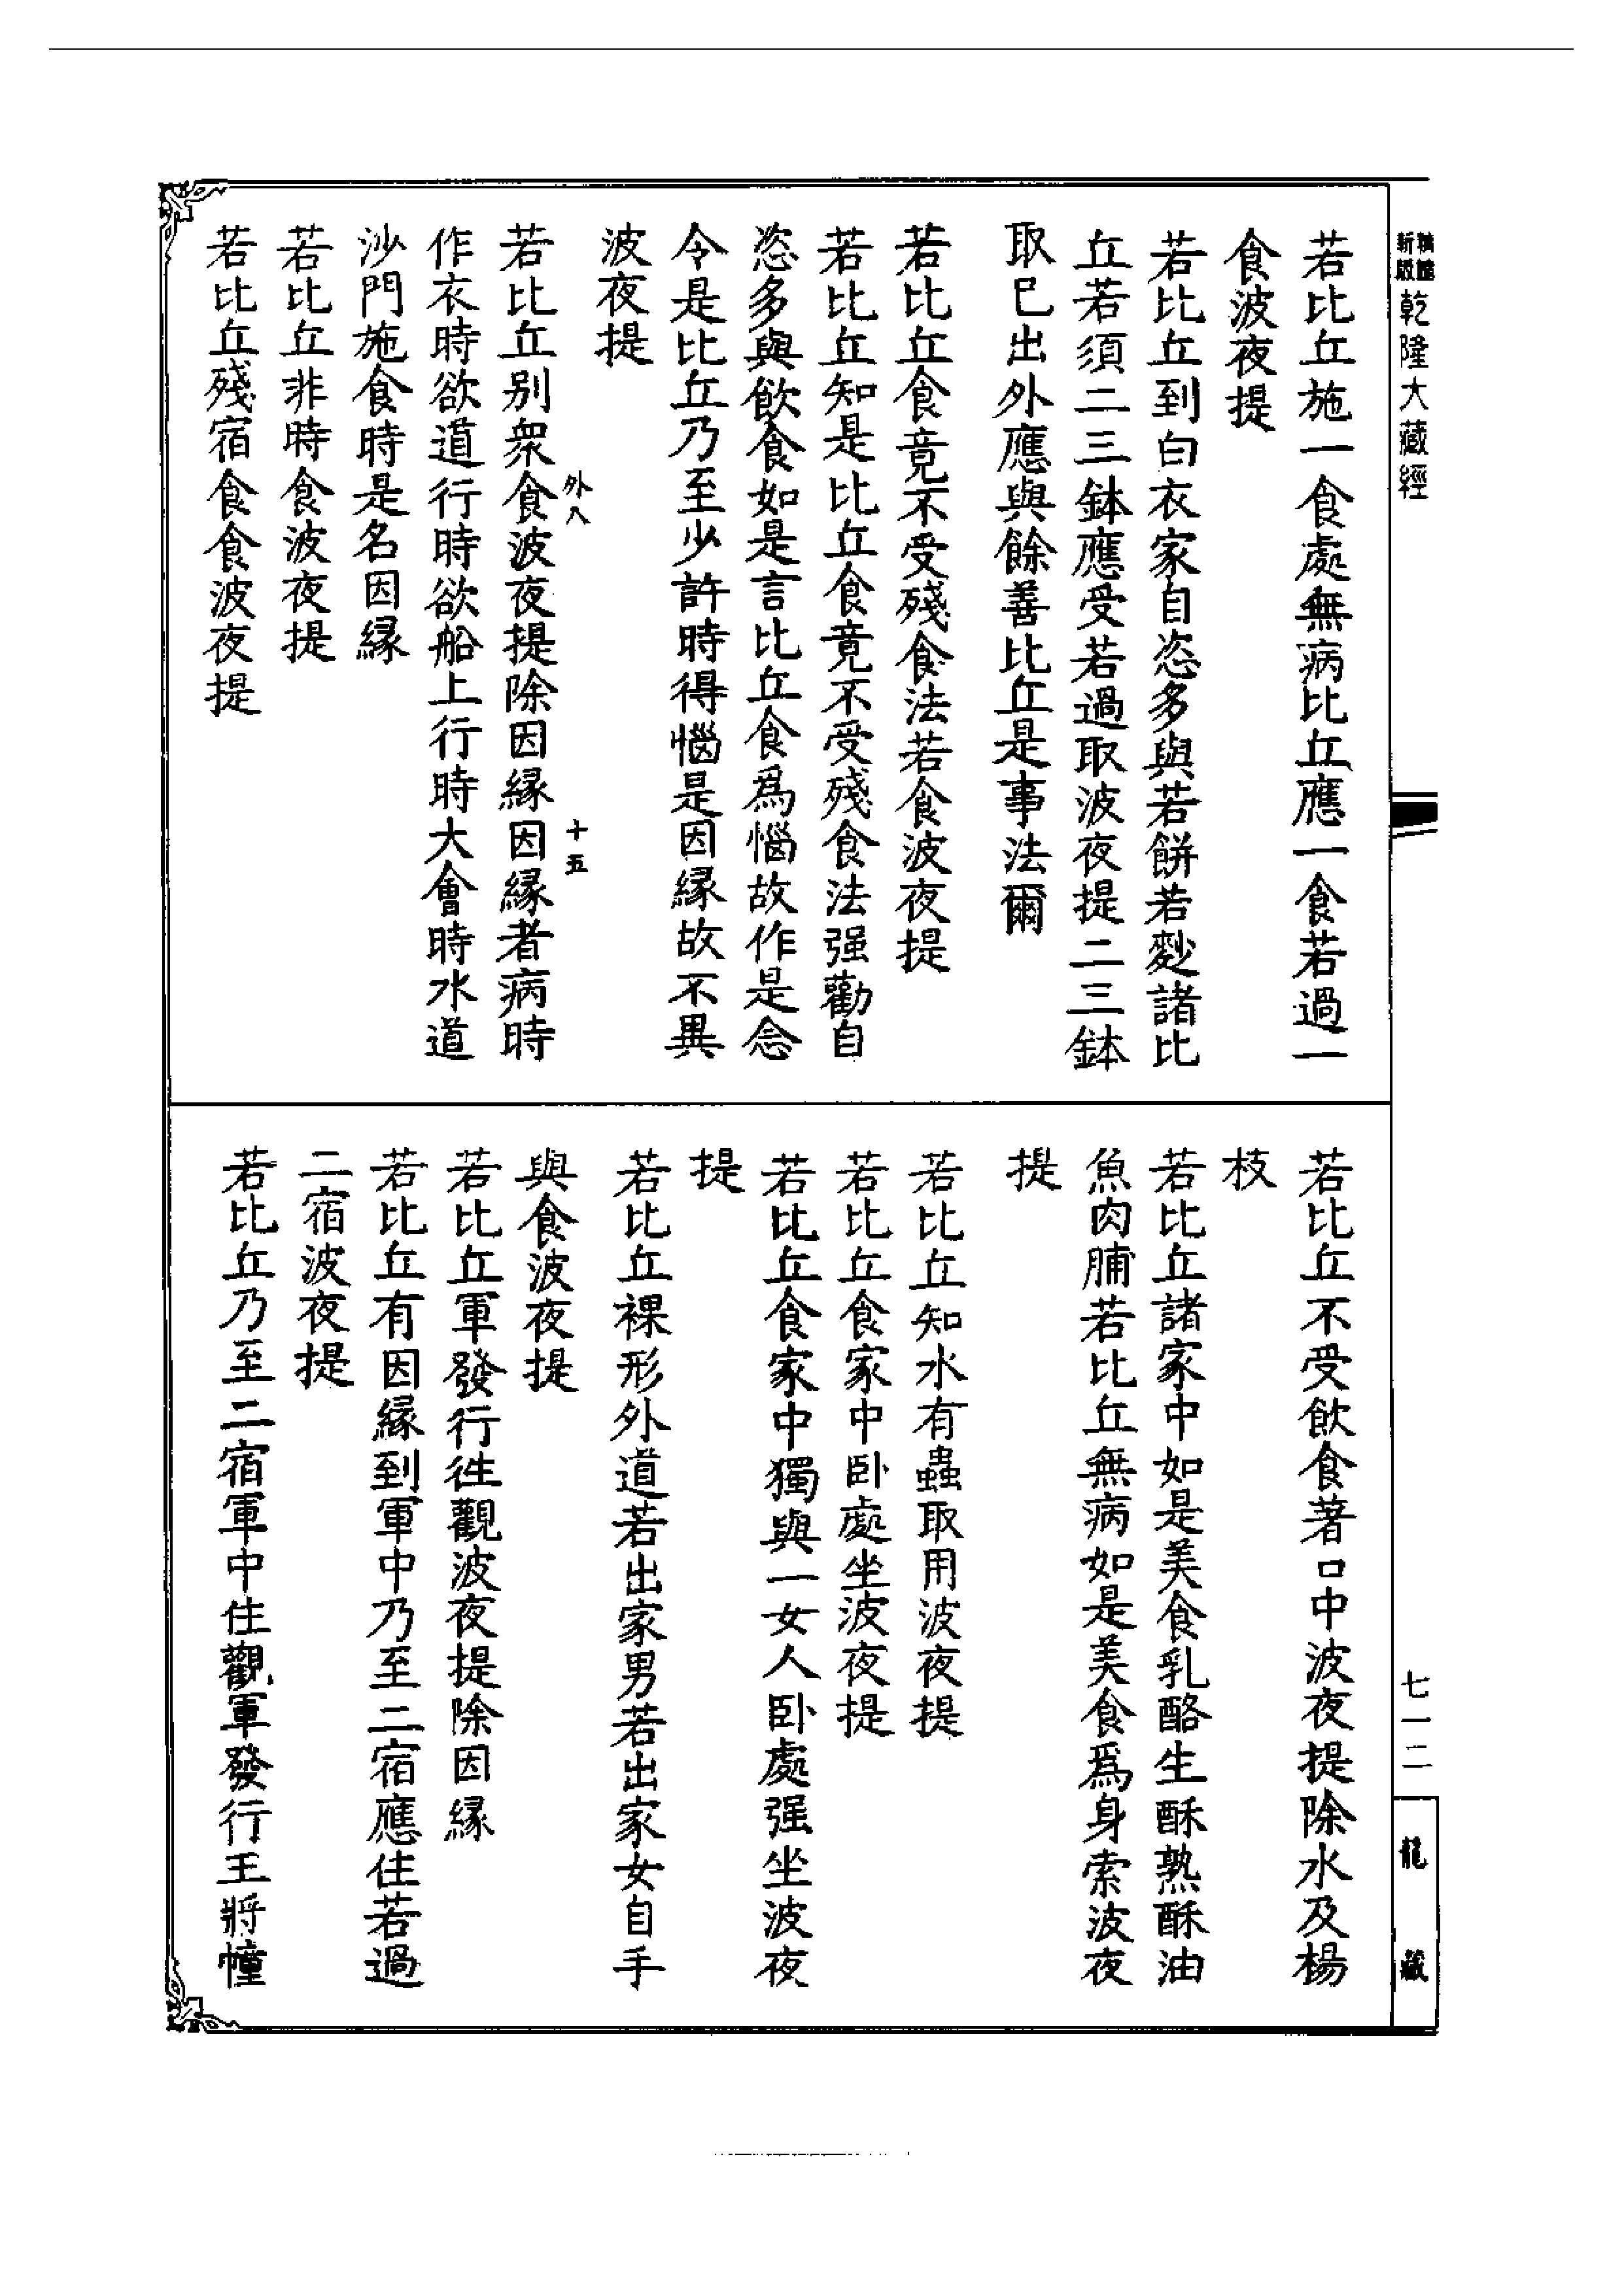 新版
乾隆大藏經
若比丘施一食處無病比丘應一食若過一
食波夜提
若比丘到白衣家自恣多與若餅若麨諸比
丘若須二三鉢應受若過取波夜提二三鉢
取已出外應與餘善比丘是事法爾
若比丘食竟不受殘食法若食波夜提
若比丘知是比丘食竟不受殘食法强勸自
恣多與飲食如是言比丘食爲惱故作是念
令是比丘乃至少許時得惱是因緣故不異
波夜提
外八
十五
若比丘别衆食波夜提除因緣因緣者病時
作衣時欲道行時欲船上行時大會時水道
沙門施食時是名因緣
若比丘非時食波夜提
若比丘殘宿食食波夜提
若比丘不受飲食著口中波夜提除水及楊
枝
若比丘諸家中如是美食乳酪生酥熟酥油
魚肉脯若比丘無病如是美食爲身索波夜
提
若比丘知水有蟲取用波夜提
若比丘食家中卧處坐波夜提
若比丘食家中獨與一女人卧處强坐波夜
提
若比丘裸形外道若出家男若出家女自手
與食波夜提
若比丘軍發行徃觀波夜提除因緣
若比丘有因緣到軍中乃至二宿應住若過
二宿波夜提
若比丘乃至二宿軍中住觀軍發行王將幢
七一二
龍藏